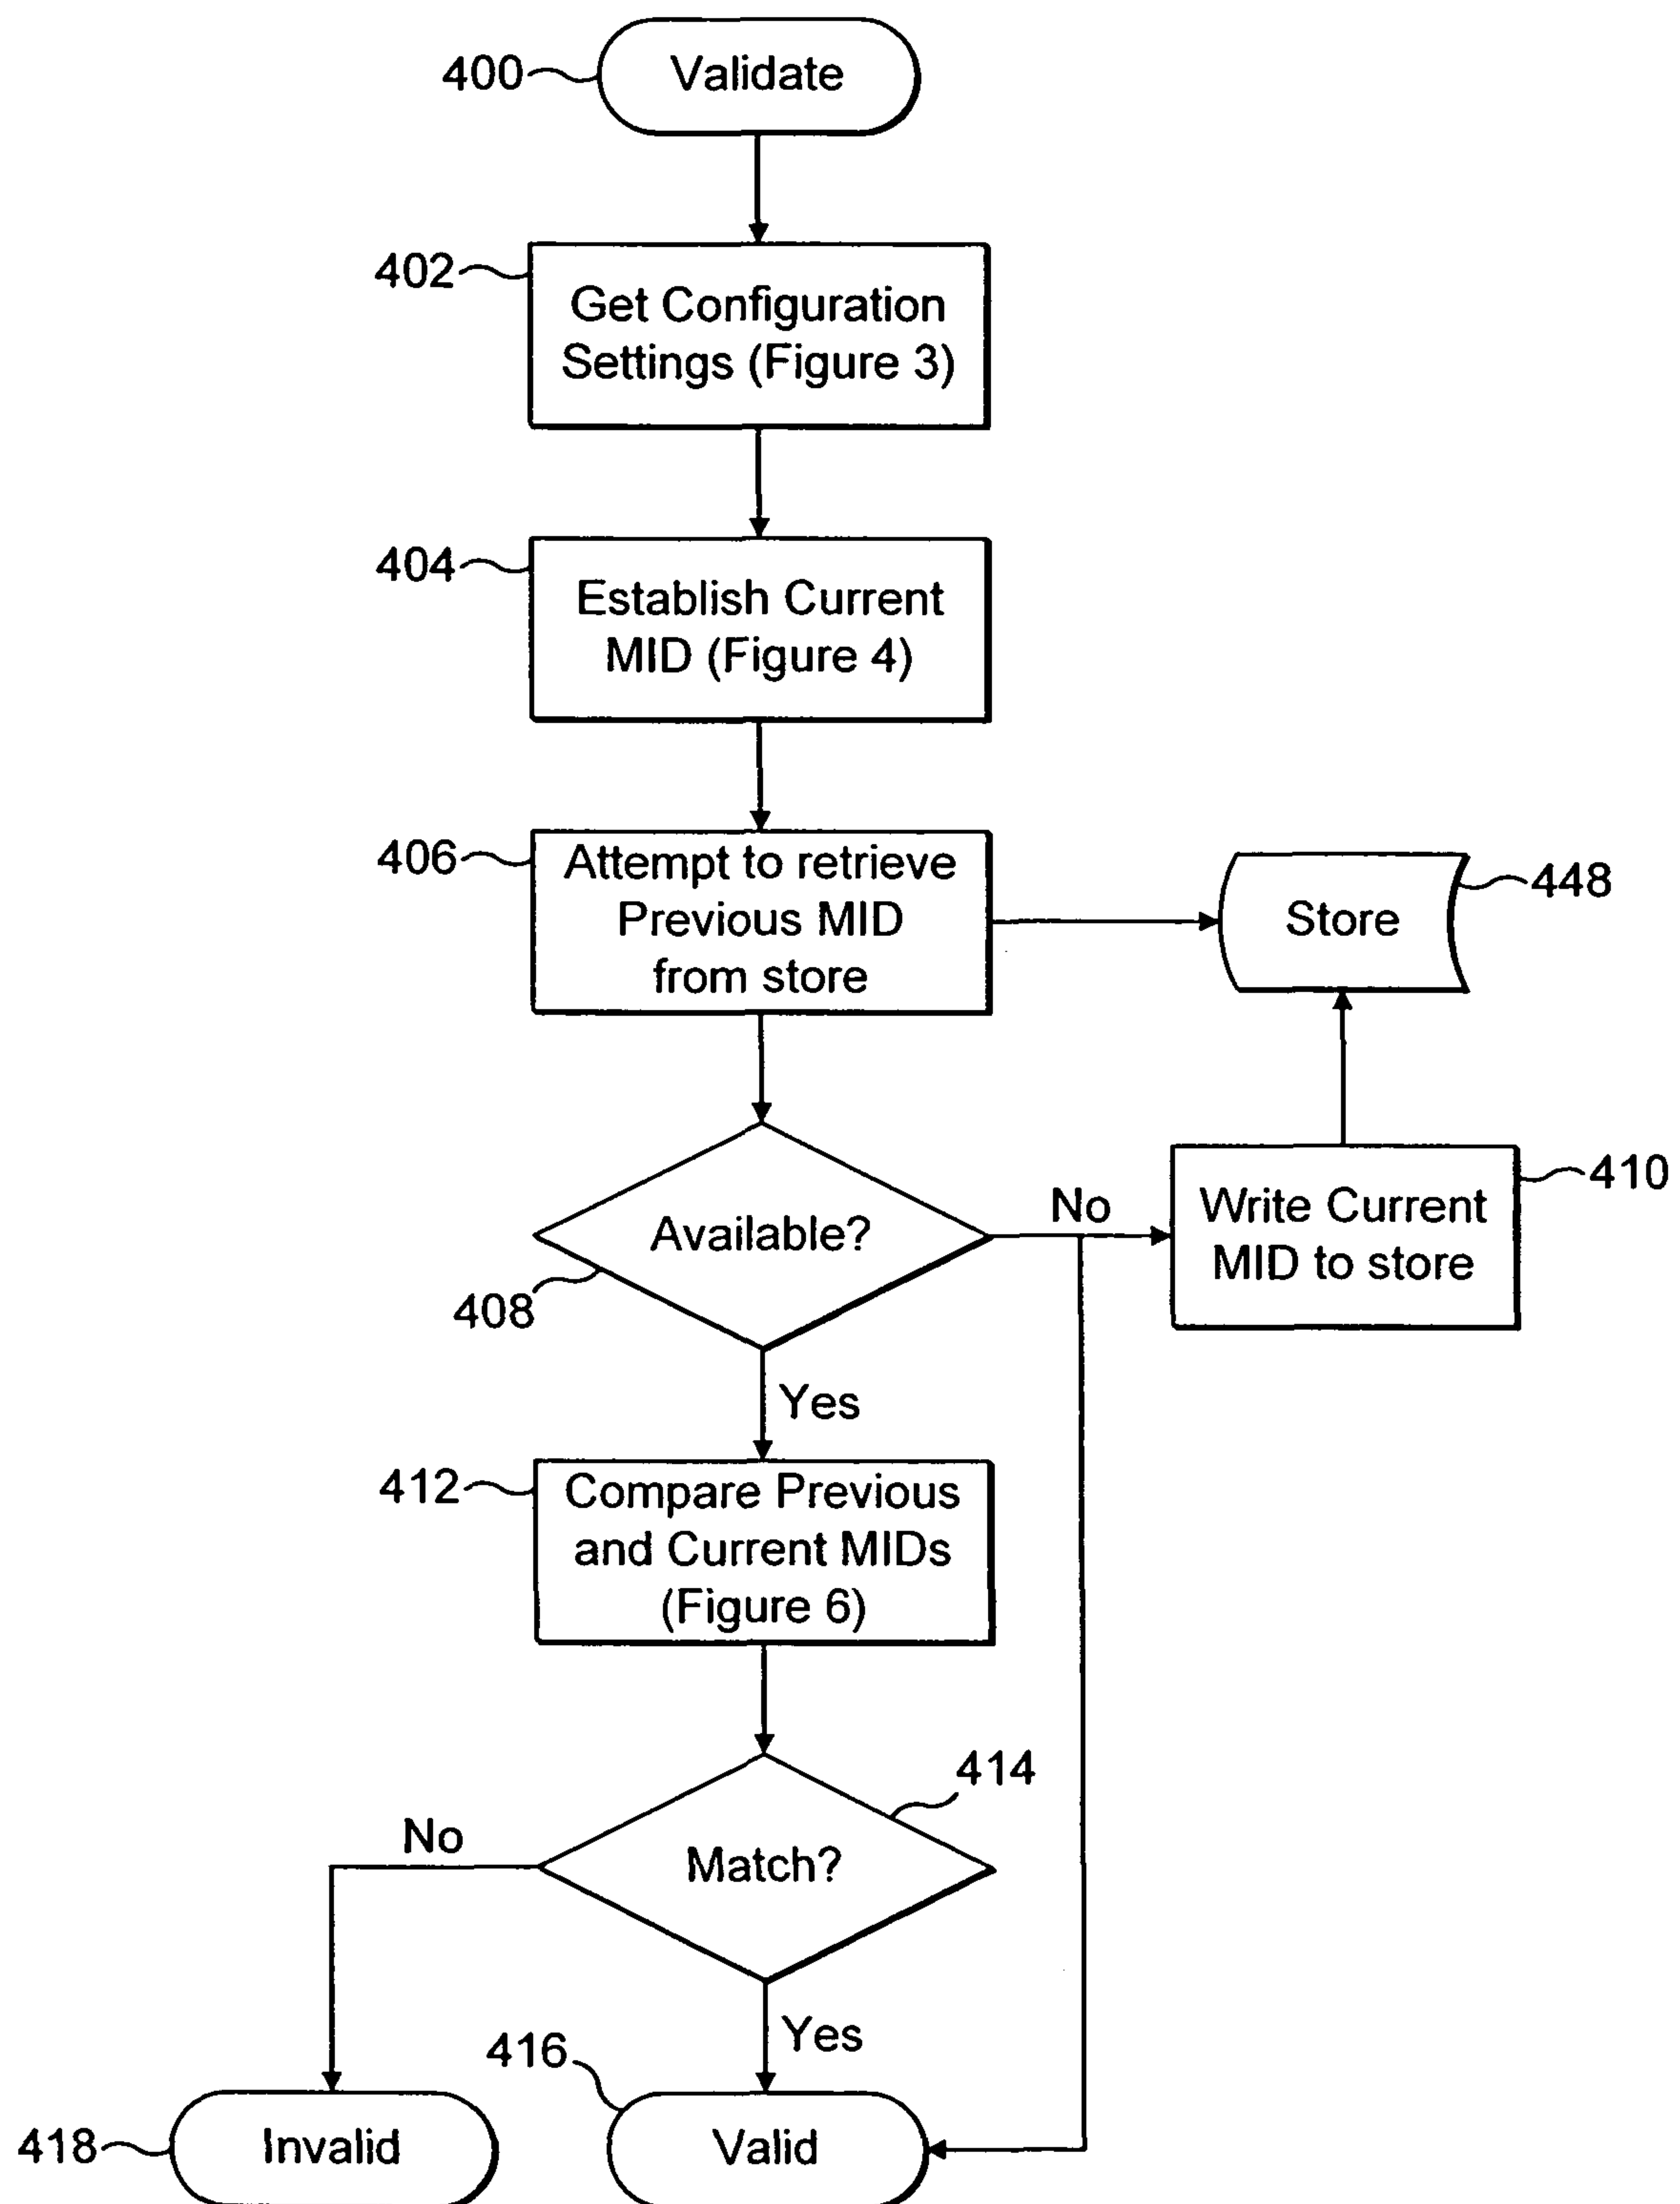 400
Validate
402
Get Configuration
Settings (Figure 3)
404
Establish Current
MID (Figure 4)
406
Attempt to retrieve
Previous MID
from store
Store
448
Available?
408
No
Write Current
MID to store
410
Yes
412
Compare Previous
and Current MIDs
(Figure 6)
414
Match?
No
Yes
416
418
Invalid
Valid